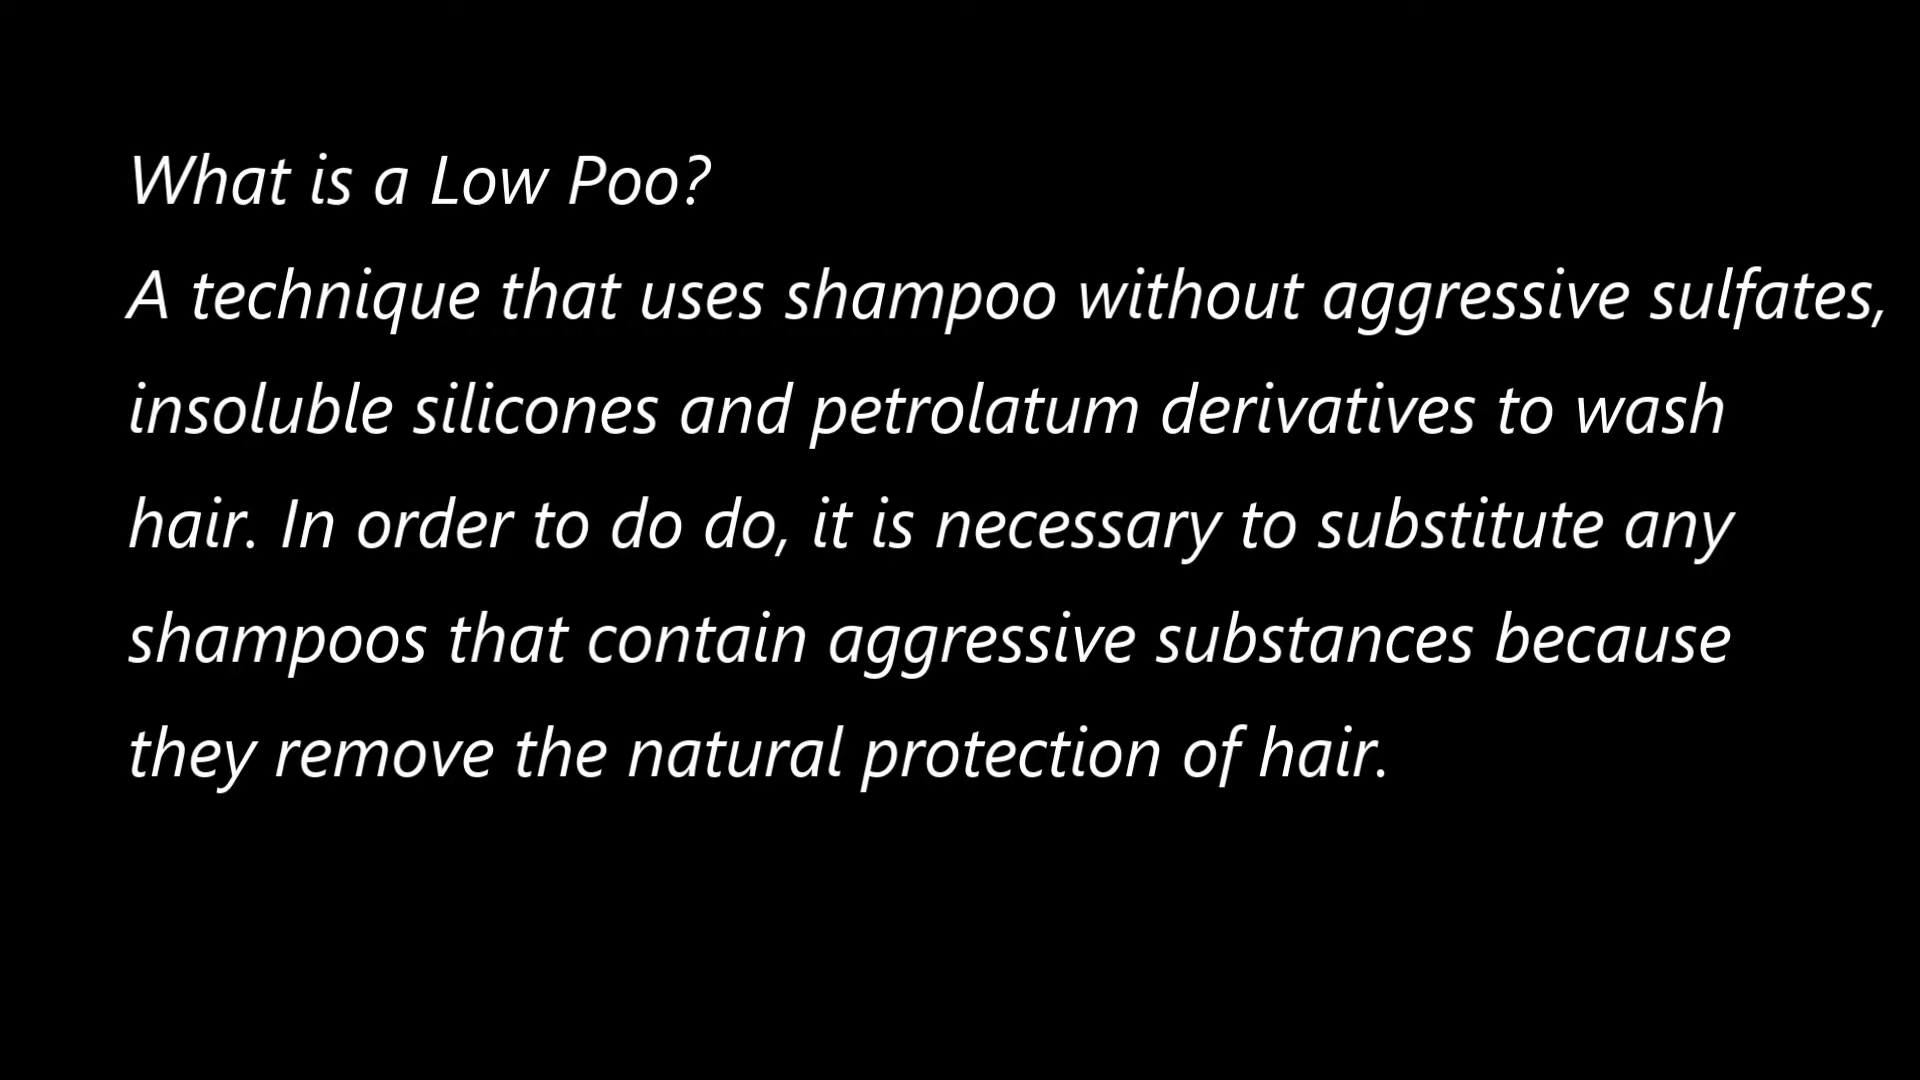 What is a Low Poo?
A technique that uses shampoo without aggressive sulfates,
insoluble silicones and petrolatum derivatives to wash
hair. In order to do do, it is necessary to substitute any
shampoos that contain aggressive substances because
they remove the natural protection of hair.